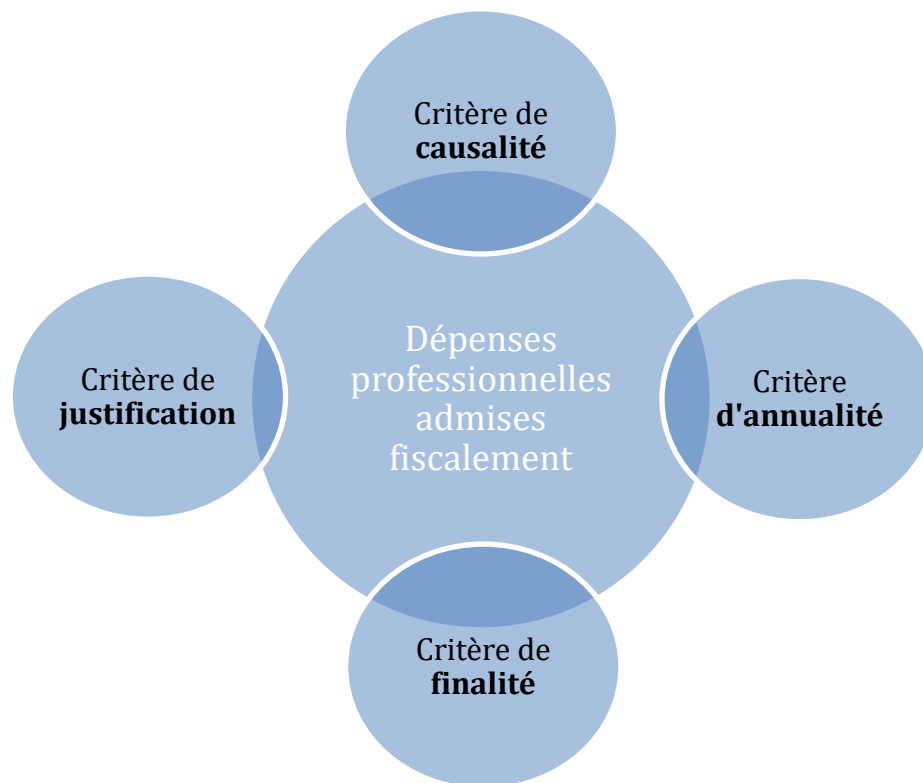 Critère de
causalité
Dépenses
professionnelles
admises
fiscalement
Critère de
justification
Critère
d'annualité
Critère de
finalité